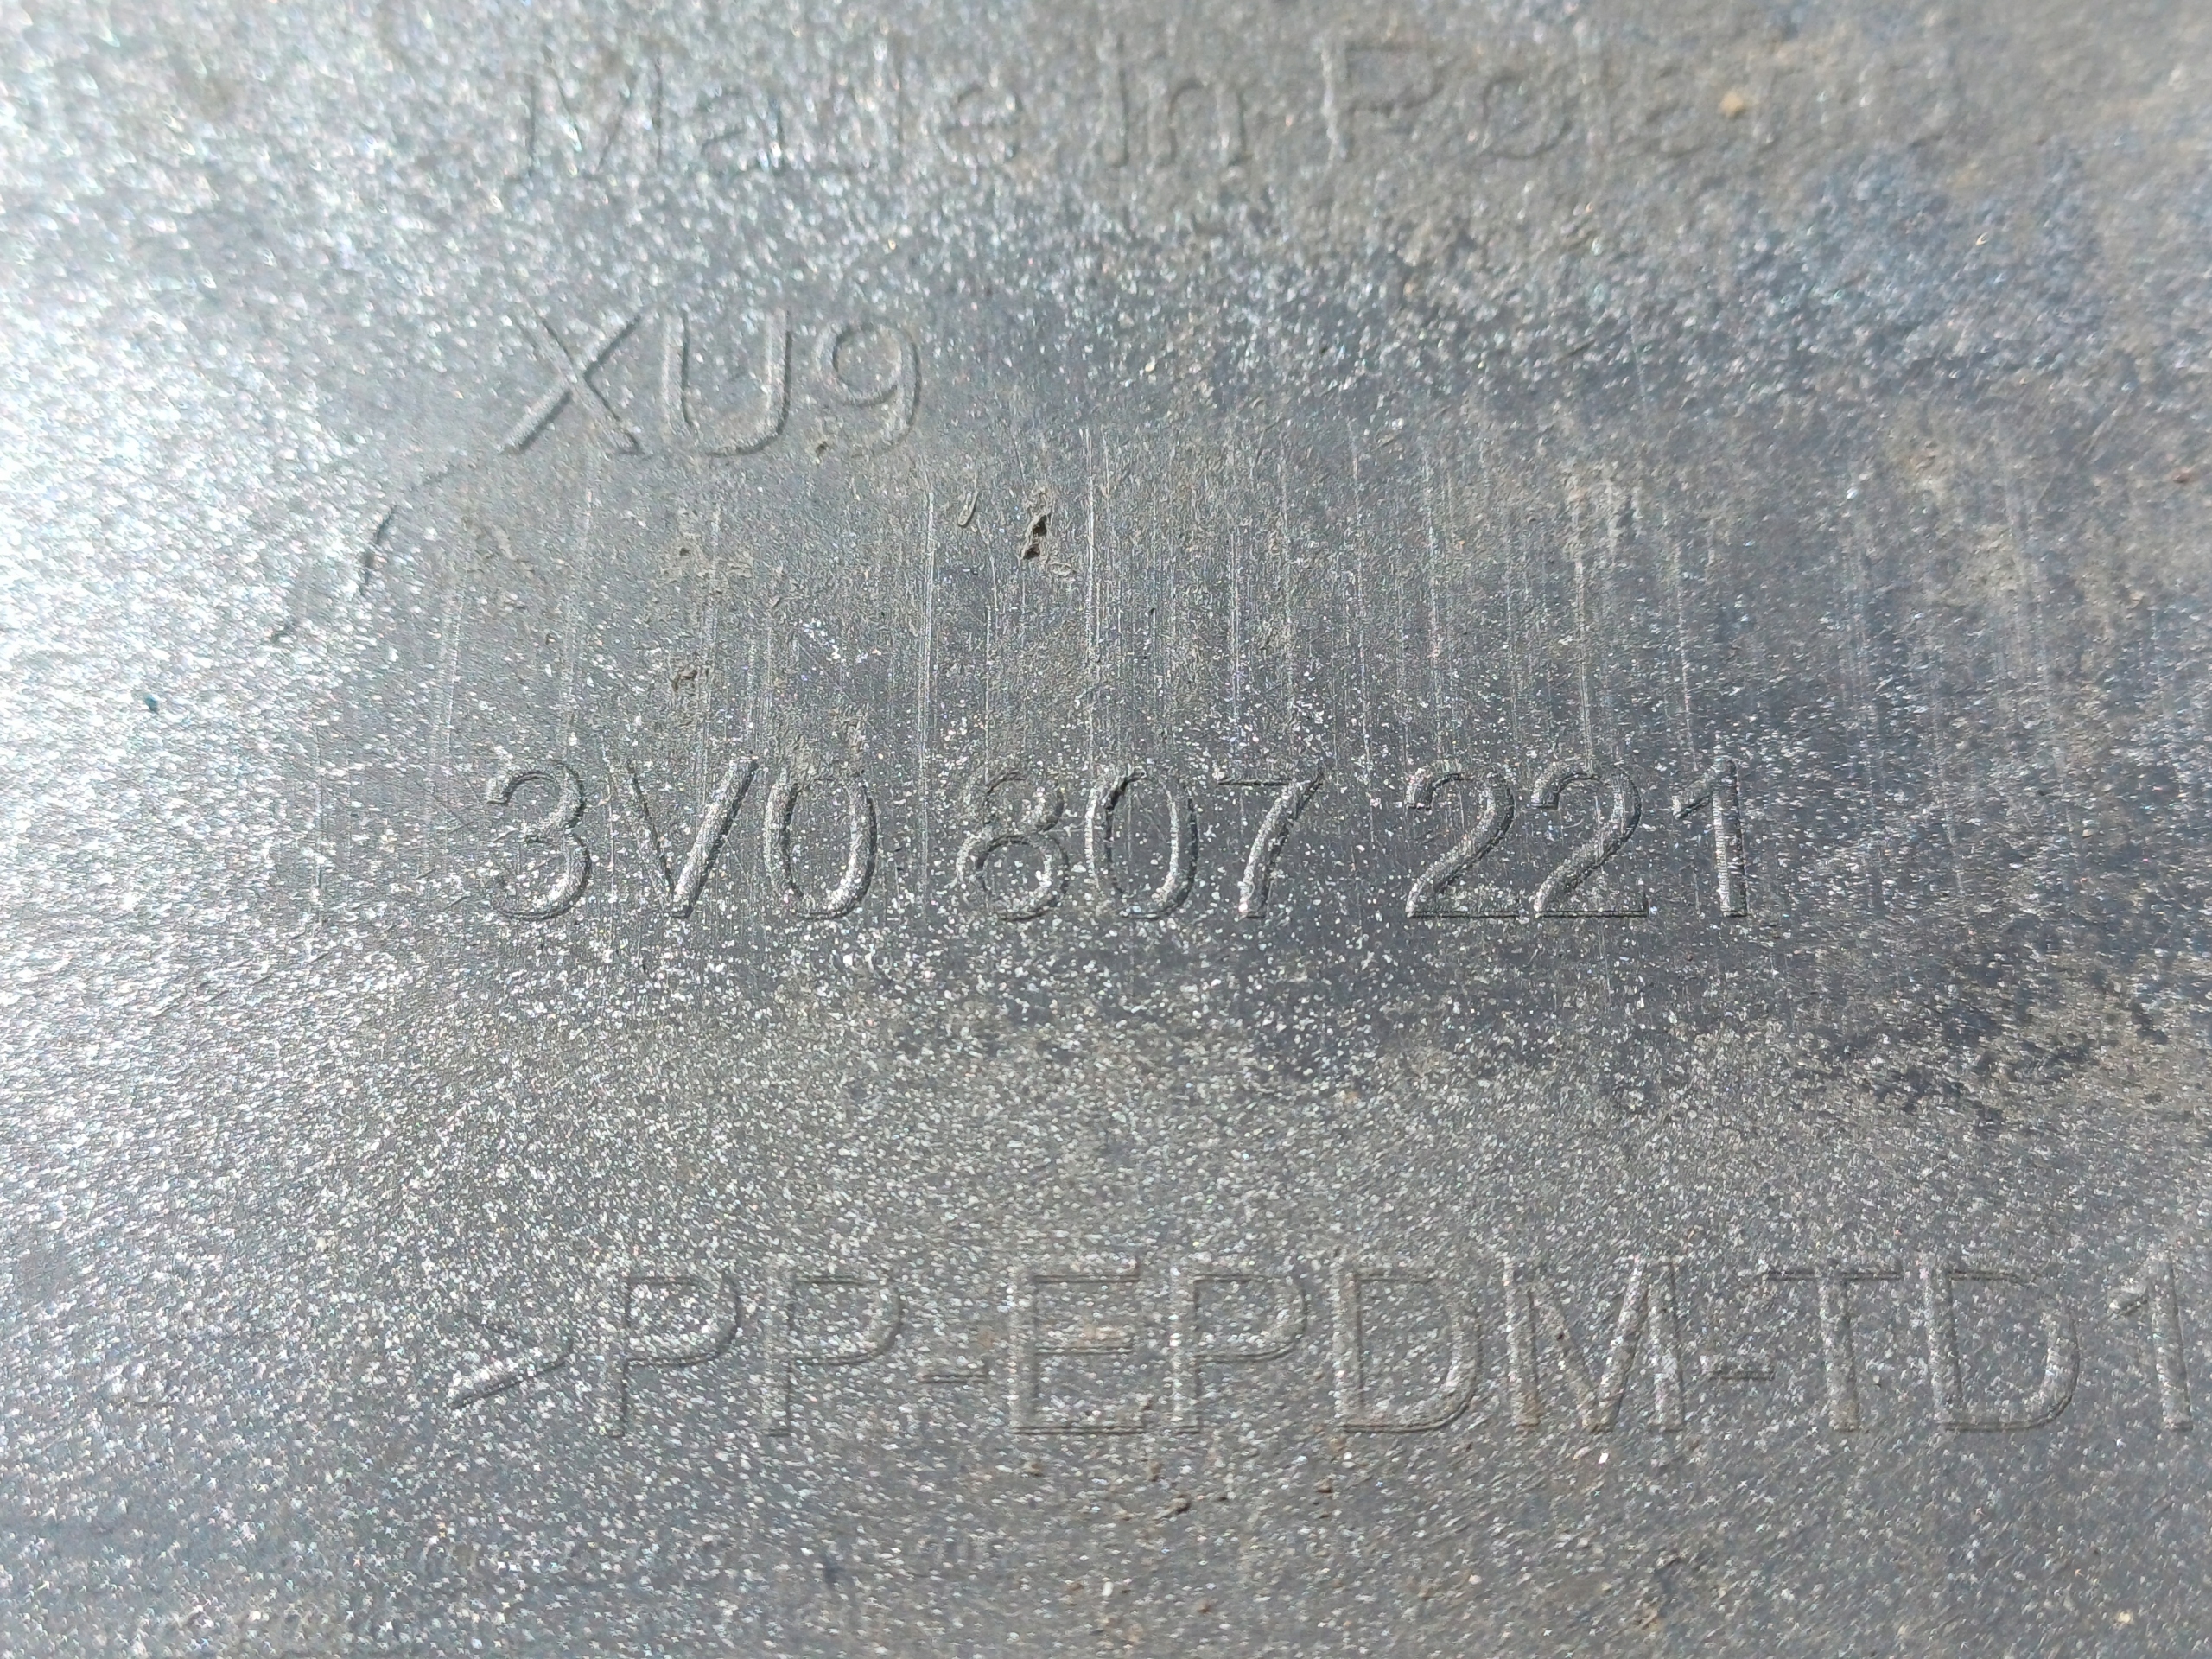 Made in Poland
XU9
3V0 807 221
>PP-EPDM-TD1